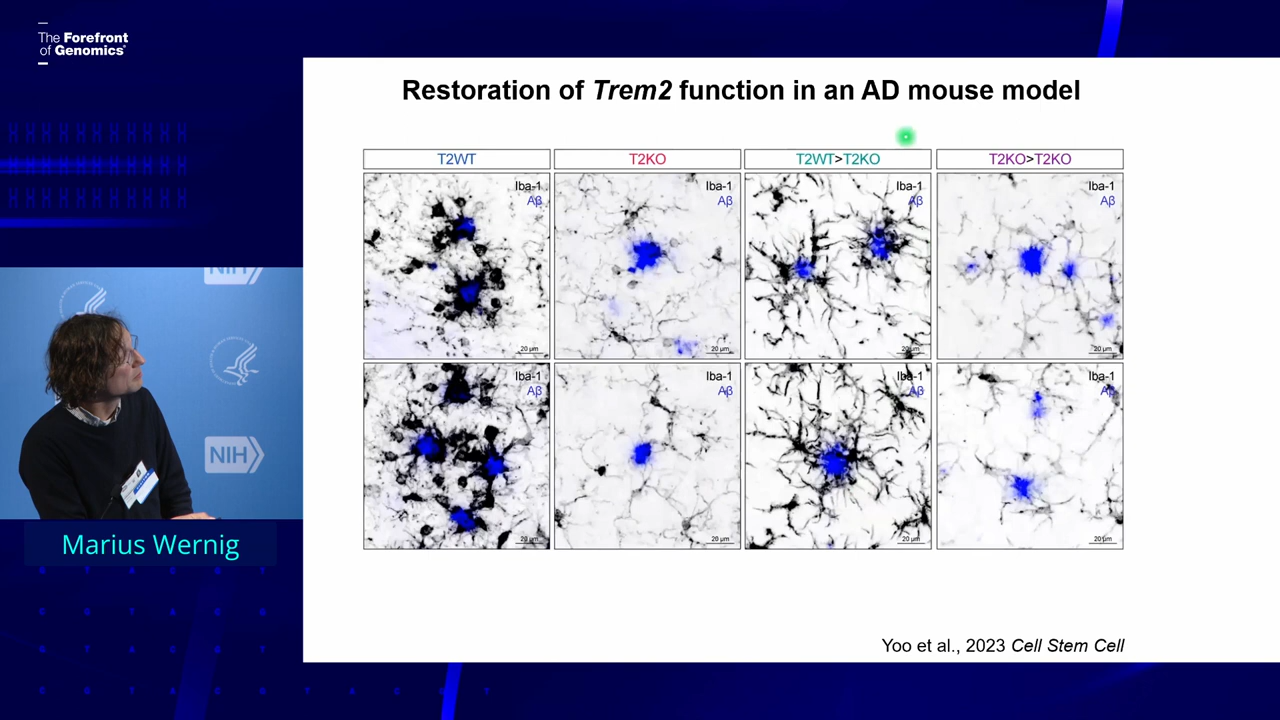 The Forefront
of Genomics®
Restoration of Trem2 function in an AD mouse model
T2WT
T2KO
T2WT>T2KO
T2KO>T2KO
Iba-1
Aβ
20 μm
Iba-1
Aβ
20 μm
Iba-1
Aβ
20 μm
Iba-1
Aβ
20 μm
Iba-1
Aβ
20 μm
Iba-1
Aβ
20 μm
Iba-1
Aβ
20 μm
Iba-1
Aβ
20 μm
NIH
NIH
Marius Wernig
Yoo et al., 2023 Cell Stem Cell